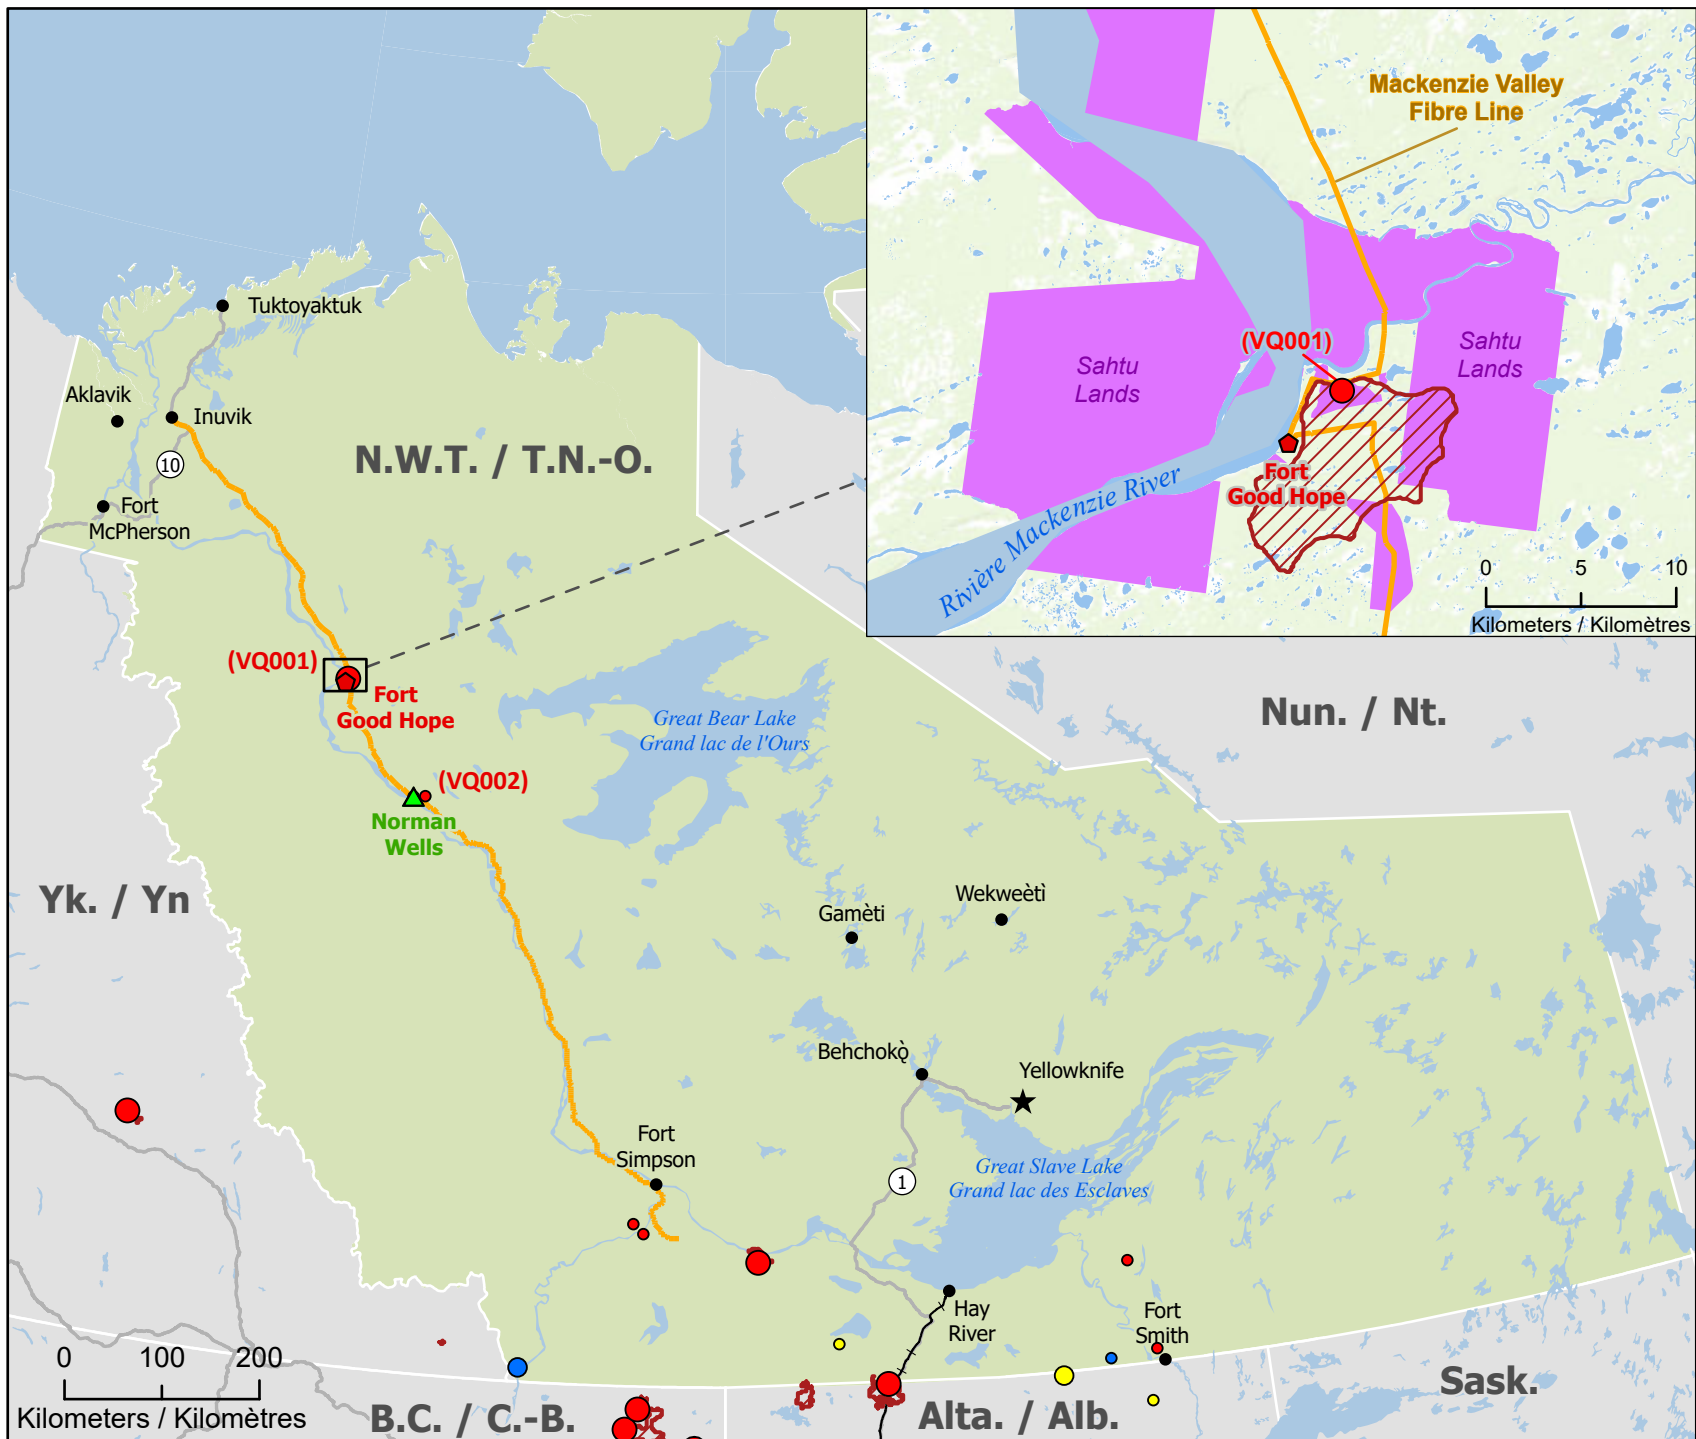 Mackenzie Valley
Fibre Line
(VQ001)
Sahtu
Lands
Sahtu
Lands
Fort
Good Hope
Rivière Mackenzie River
0 5 10
Kilometers / Kilomètres
Tuktoyaktuk
Aklavik
Inuvik
10
N.W.T. / T.N.-O.
Fort
McPherson
(VQ001)
Fort
Good Hope
Great Bear Lake
Grand lac de l'Ours
Nun. / Nt.
(VQ002)
Norman
Wells
Yk. / Yn
Wekweètì
Gamètì
Behchokǫ̀
Yellowknife
Fort
Simpson
1
Great Slave Lake
Grand lac des Esclaves
Hay
River
Fort
Smith
0 100 200
Kilometers / Kilomètres
B.C. / C.-B.
Alta. / Alb.
Sask.